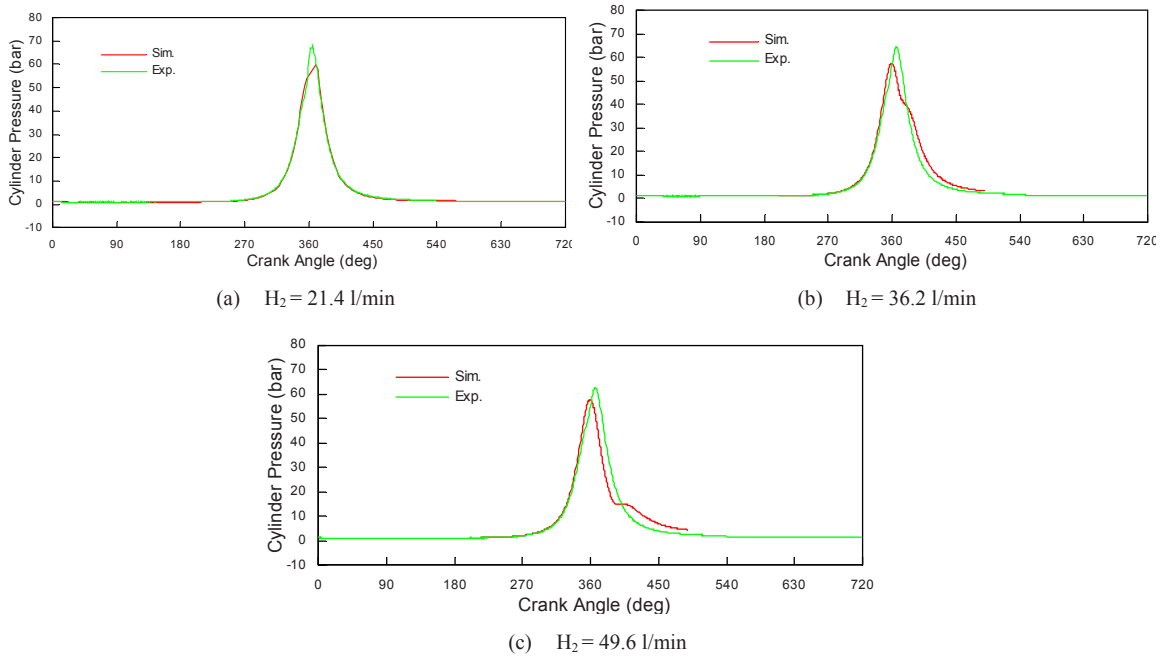 80
70
60
50
40
30
20
10
0
-10
Cylinder Pressure (bar)
Sim.
Exp.
0 90 180 270 360 450 540 630 720
Crank Angle (deg)
(a) H₂ = 21.4 l/min
80
70
60
50
40
30
20
10
0
-10
Cylinder Pressure (bar)
Sim.
Exp.
0 90 180 270 360 450 540 630 720
Crank Angle (deg)
(b) H₂ = 36.2 l/min
80
70
60
50
40
30
20
10
0
-10
Cylinder Pressure (bar)
Sim.
Exp.
0 90 180 270 360 450 540 630 720
Crank Angle (deg)
(c) H₂ = 49.6 l/min